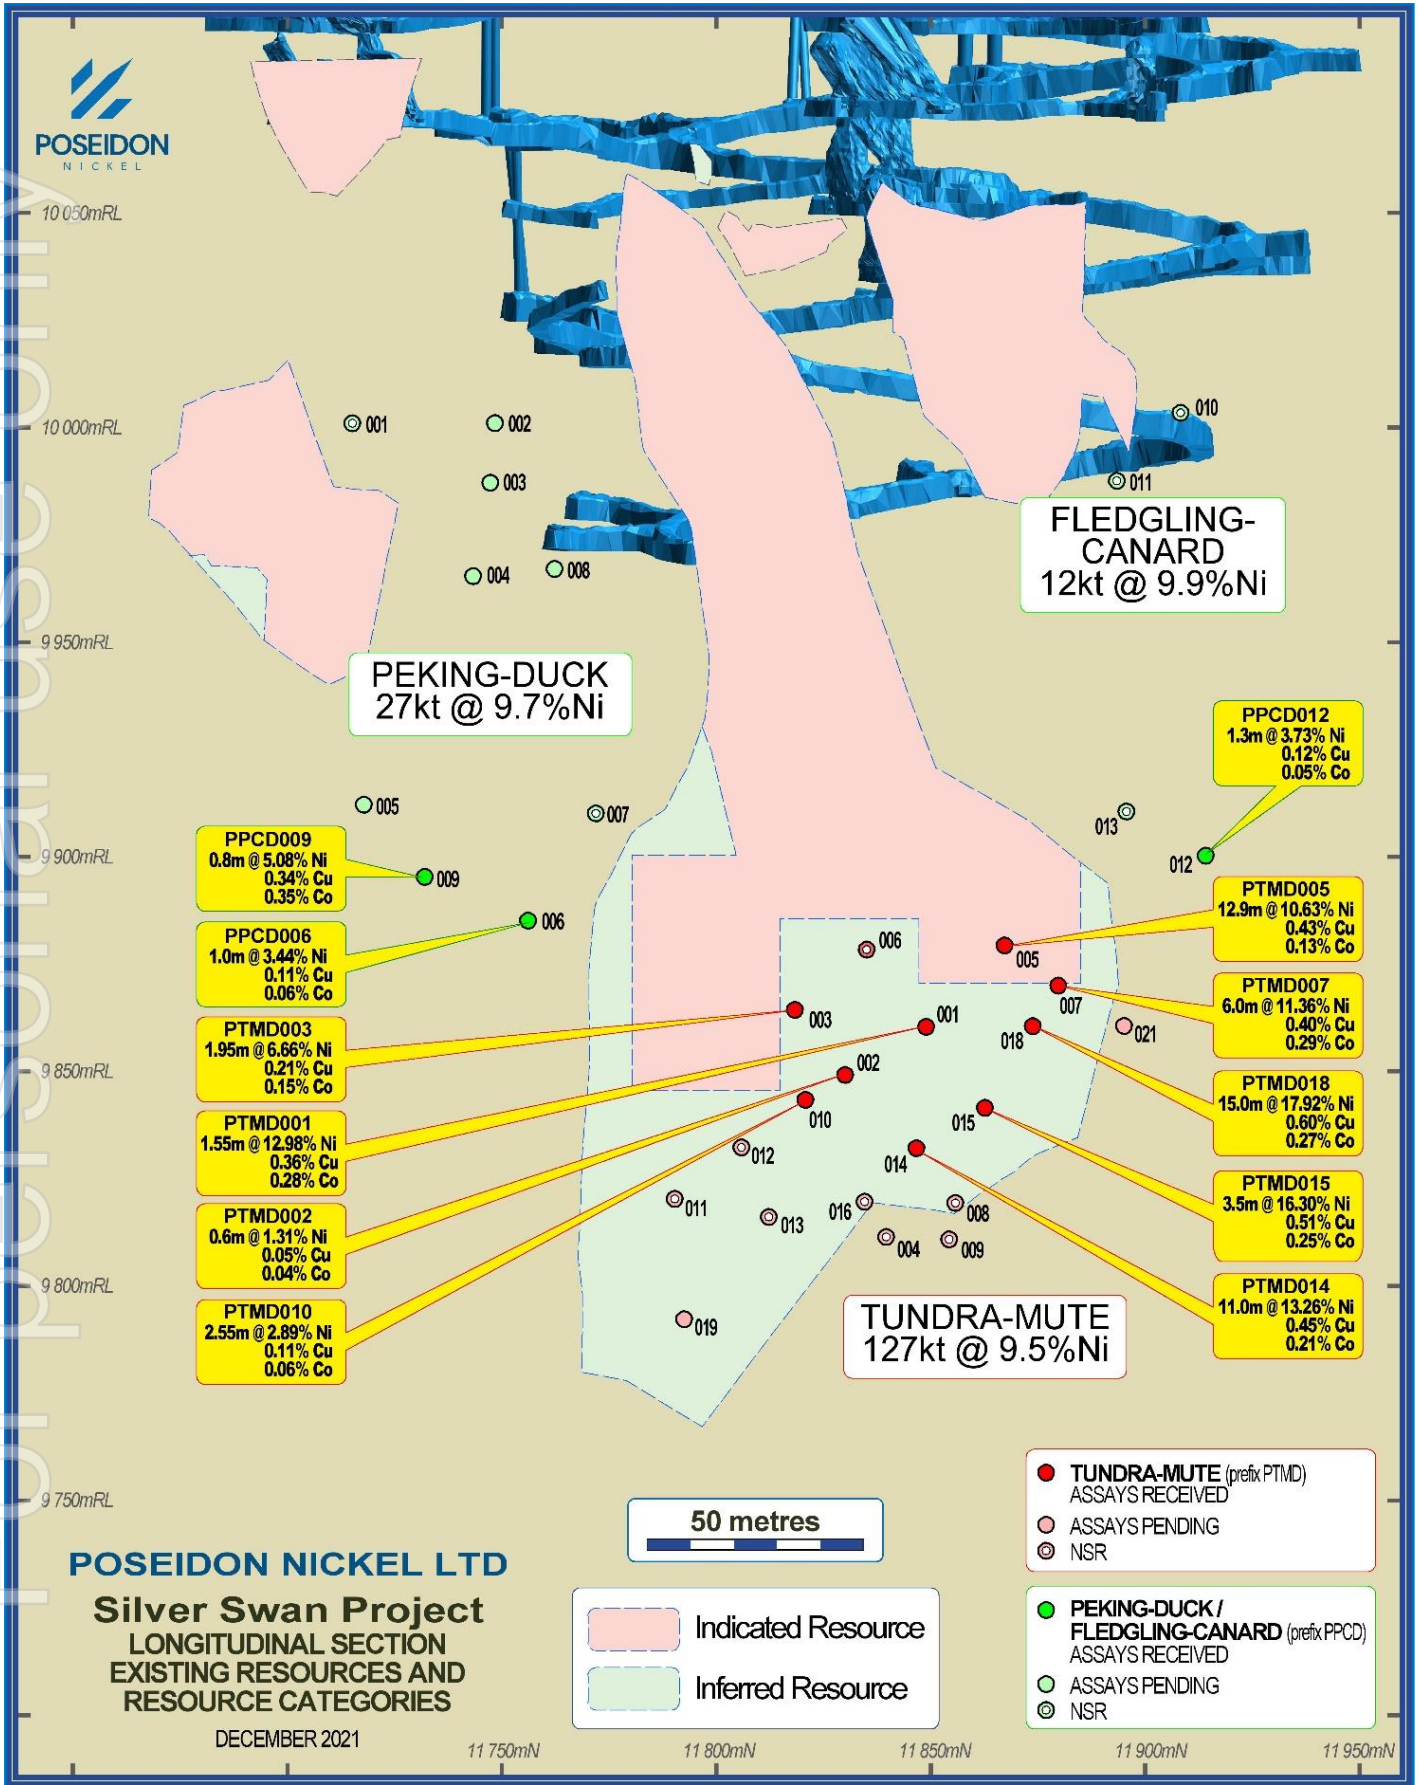 POSEIDON
NICKEL
For personal use only
10 050mRL
10 000mRL
9 950mRL
9 900mRL
9 850mRL
9 800mRL
9 750mRL
001
002
003
004
008
010
011
FLEDGLING-
CANARD
12kt @ 9.9%Ni
PEKING-DUCK
27kt @ 9.7%Ni
005
007
009
006
013
012
PPCD012
1.3m @ 3.73% Ni
0.12% Cu
0.05% Co
PPCD009
0.8m @ 5.08% Ni
0.34% Cu
0.35% Co
PPCD006
1.0m @ 3.44% Ni
0.11% Cu
0.06% Co
PTMD003
1.95m @ 6.66% Ni
0.21% Cu
0.15% Co
PTMD001
1.55m @ 12.98% Ni
0.36% Cu
0.28% Co
PTMD002
0.6m @ 1.31% Ni
0.05% Cu
0.04% Co
PTMD010
2.55m @ 2.89% Ni
0.11% Cu
0.06% Co
PTMD005
12.9m @ 10.63% Ni
0.43% Cu
0.13% Co
PTMD007
6.0m @ 11.36% Ni
0.40% Cu
0.29% Co
PTMD018
15.0m @ 17.92% Ni
0.60% Cu
0.27% Co
PTMD015
3.5m @ 16.30% Ni
0.51% Cu
0.25% Co
PTMD014
11.0m @ 13.26% Ni
0.45% Cu
0.21% Co
006
005
007
003
001
018
021
002
010
015
012
014
011
013
016
008
004
009
019
TUNDRA-MUTE
127kt @ 9.5%Ni
TUNDRA-MUTE (prefix PTMD)
ASSAYS RECEIVED
ASSAYS PENDING
NSR
PEKING-DUCK /
FLEDGLING-CANARD (prefix PPCD)
ASSAYS RECEIVED
ASSAYS PENDING
NSR
50 metres
Indicated Resource
Inferred Resource
POSEIDON NICKEL LTD
Silver Swan Project
LONGITUDINAL SECTION
EXISTING RESOURCES AND
RESOURCE CATEGORIES
DECEMBER 2021
11 750mN
11 800mN
11 850mN
11 900mN
11 950mN